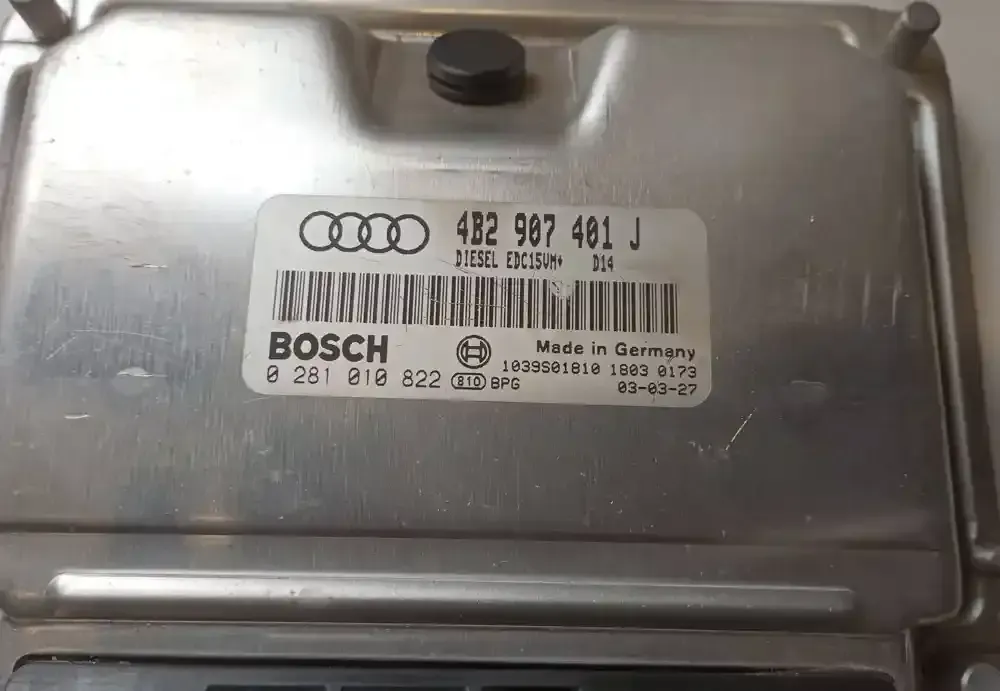 4B2 907 401 J
DIESEL EDC15VM+ D14
BOSCH
Made in Germany
1039S01810 1803 0173
0 281 010 822 810 BPG 03-03-27